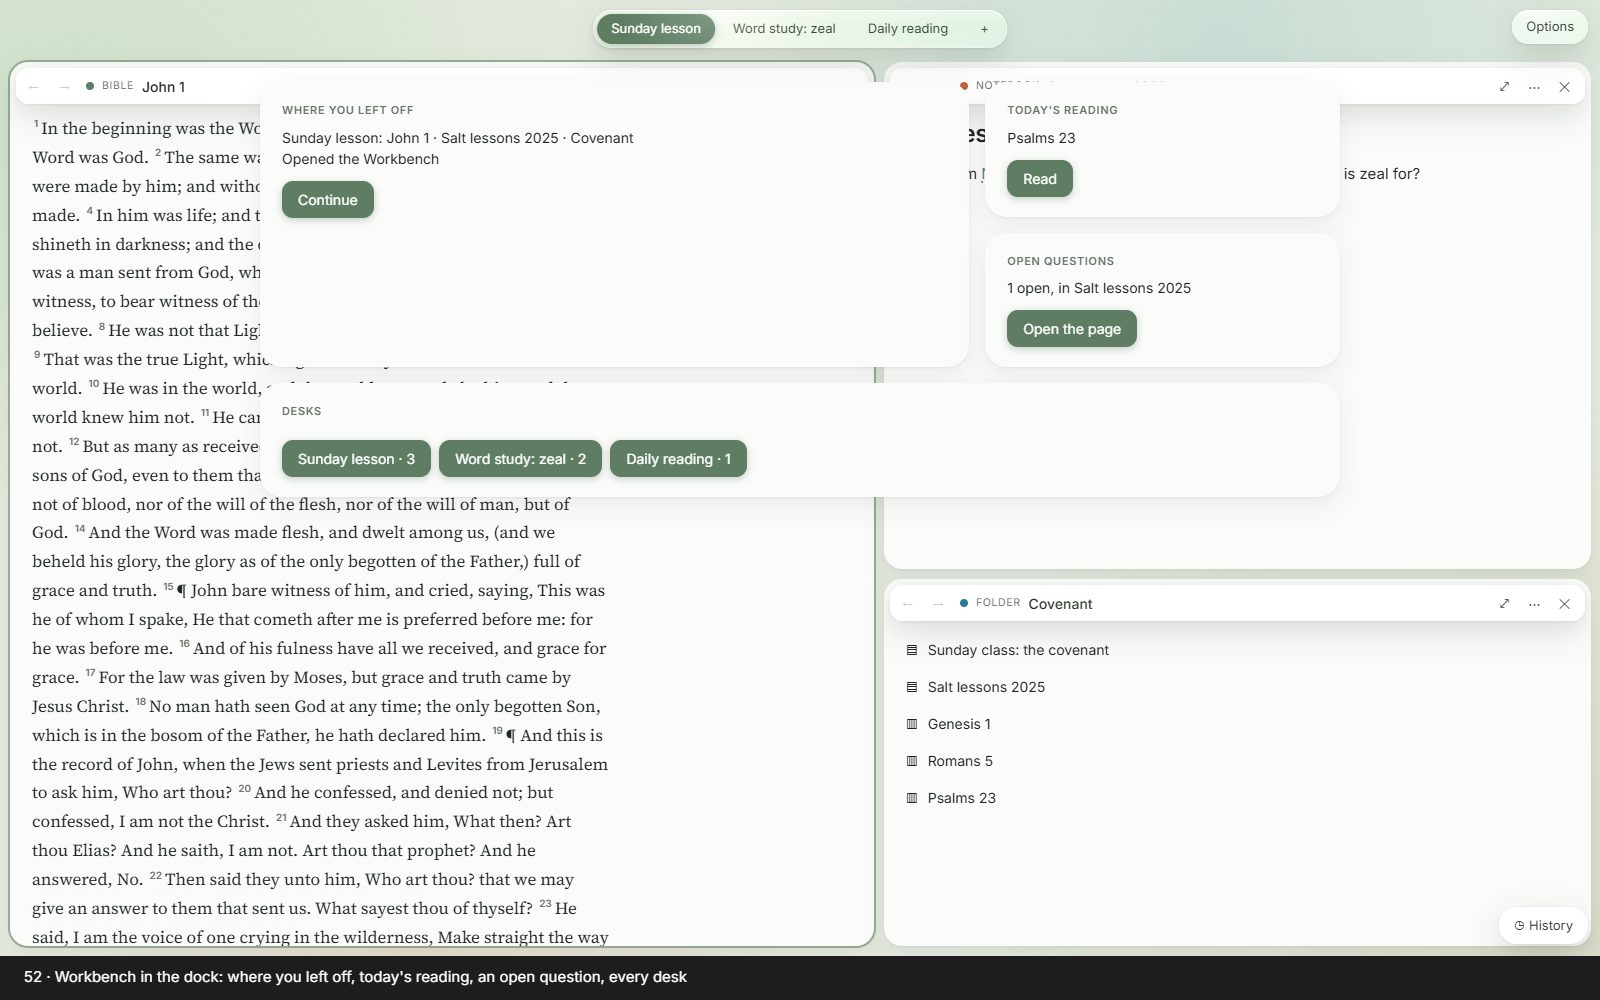 Sunday lesson
Word study: zeal
Daily reading
+
Options
← → BIBLE John 1
1 In the beginning was the Wo
Word was God. 2 The same wa
were made by him; and witho
made. 4 In him was life; and t
shineth in darkness; and the
was a man sent from God, wh
witness, to bear witness of the
believe. 8 He was not that Ligh
9 That was the true Light, which
world. 10 He was in the world,
world knew him not. 11 He car
not. 12 But as many as receive
sons of God, even to them tha
not of blood, nor of the will of the flesh, nor of the will of man, but of
God. 14 And the Word was made flesh, and dwelt among us, (and we
beheld his glory, the glory as of the only begotten of the Father,) full of
grace and truth. 15 ¶ John bare witness of him, and cried, saying, This was
he of whom I spake, He that cometh after me is preferred before me: for
he was before me. 16 And of his fulness have all we received, and grace for
grace. 17 For the law was given by Moses, but grace and truth came by
Jesus Christ. 18 No man hath seen God at any time; the only begotten Son,
which is in the bosom of the Father, he hath declared him. 19 ¶ And this is
the record of John, when the Jews sent priests and Levites from Jerusalem
to ask him, Who art thou? 20 And he confessed, and denied not; but
confessed, I am not the Christ. 21 And they asked him, What then? Art
thou Elias? And he saith, I am not. Art thou that prophet? And he
answered, No. 22 Then said they unto him, Who art thou? that we may
give an answer to them that sent us. What sayest thou of thyself? 23 He
said, I am the voice of one crying in the wilderness, Make straight the way
WHERE YOU LEFT OFF
Sunday lesson: John 1 · Salt lessons 2025 · Covenant
Opened the Workbench
Continue
NOTEBOOK
es
m
is zeal for?
TODAY'S READING
Psalms 23
Read
OPEN QUESTIONS
1 open, in Salt lessons 2025
Open the page
DESKS
Sunday lesson · 3
Word study: zeal · 2
Daily reading · 1
← → FOLDER Covenant
Sunday class: the covenant
Salt lessons 2025
Genesis 1
Romans 5
Psalms 23
History
52 · Workbench in the dock: where you left off, today's reading, an open question, every desk